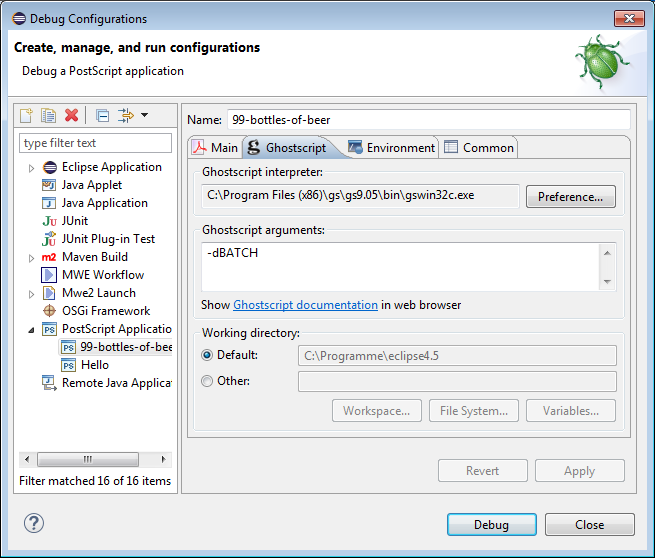 Debug Configurations
Create, manage, and run configurations
Debug a PostScript application
type filter text
Eclipse Application
Java Applet
Java Application
JUnit
JUnit Plug-in Test
Maven Build
MWE Workflow
Mwe2 Launch
OSGi Framework
PostScript Applicatio
99-bottles-of-bee
Hello
Remote Java Applica
Filter matched 16 of 16 items
Name: 99-bottles-of-beer
Main Ghostscript Environment Common
Ghostscript interpreter:
C:\Program Files (x86)\gs\gs9.05\bin\gswin32c.exe Preference...
Ghostscript arguments:
-dBATCH
Show Ghostscript documentation in web browser
Working directory:
Default: C:\Programme\eclipse4.5
Other:
Workspace... File System... Variables...
Revert Apply
Debug Close